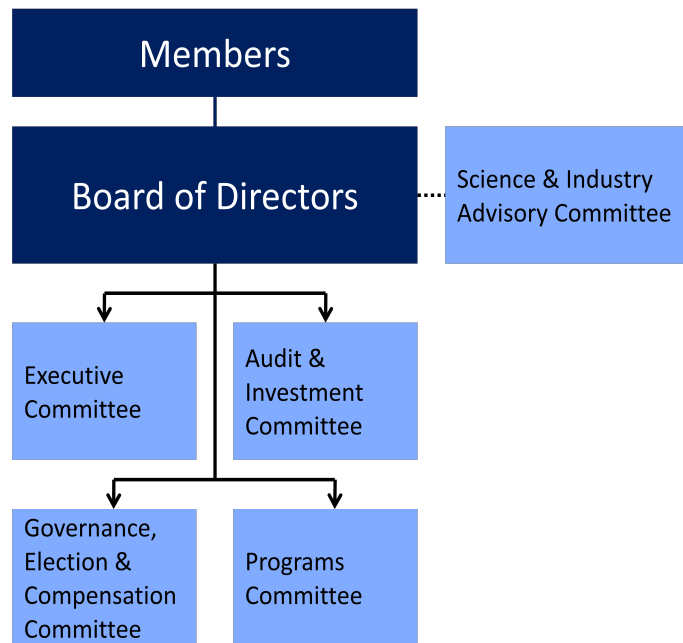 Members
Board of Directors
Science & Industry
Advisory Committee
Executive
Committee
Audit &
Investment
Committee
Governance,
Election &
Compensation
Committee
Programs
Committee